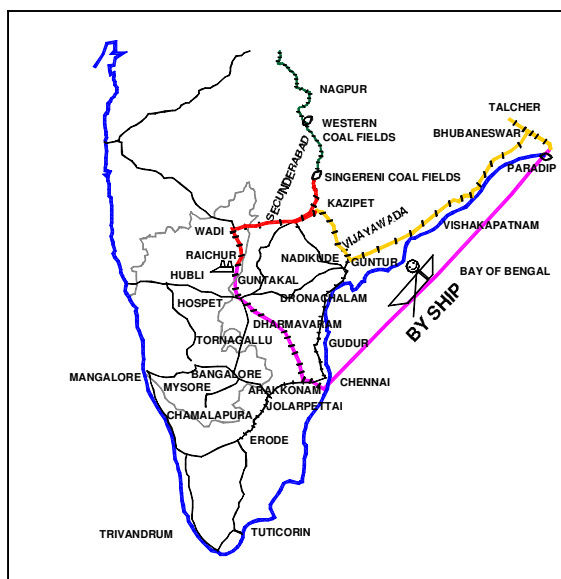 NAGPUR
TALCHER
WESTERN
COAL FIELDS
BHUBANESWAR
SECUNDERABAD
PARADIP
SINGERENI COAL FIELDS
KAZIPET
VIJAYAWADA
VISHAKAPATNAM
WADI
RAICHUR
NADIKUDE
GUNTUR
HUBLI
GUNTAKAL
BAY OF BENGAL
HOSPET
DRONACHALAM
BY SHIP
DHARMAVARAM
TORNAGALLU
GUDUR
MANGALORE
BANGALORE
CHENNAI
MYSORE
ARAKKONAM
JOLARPETTAI
CHAMALAPURA
ERODE
TRIVANDRUM
TUTICORIN